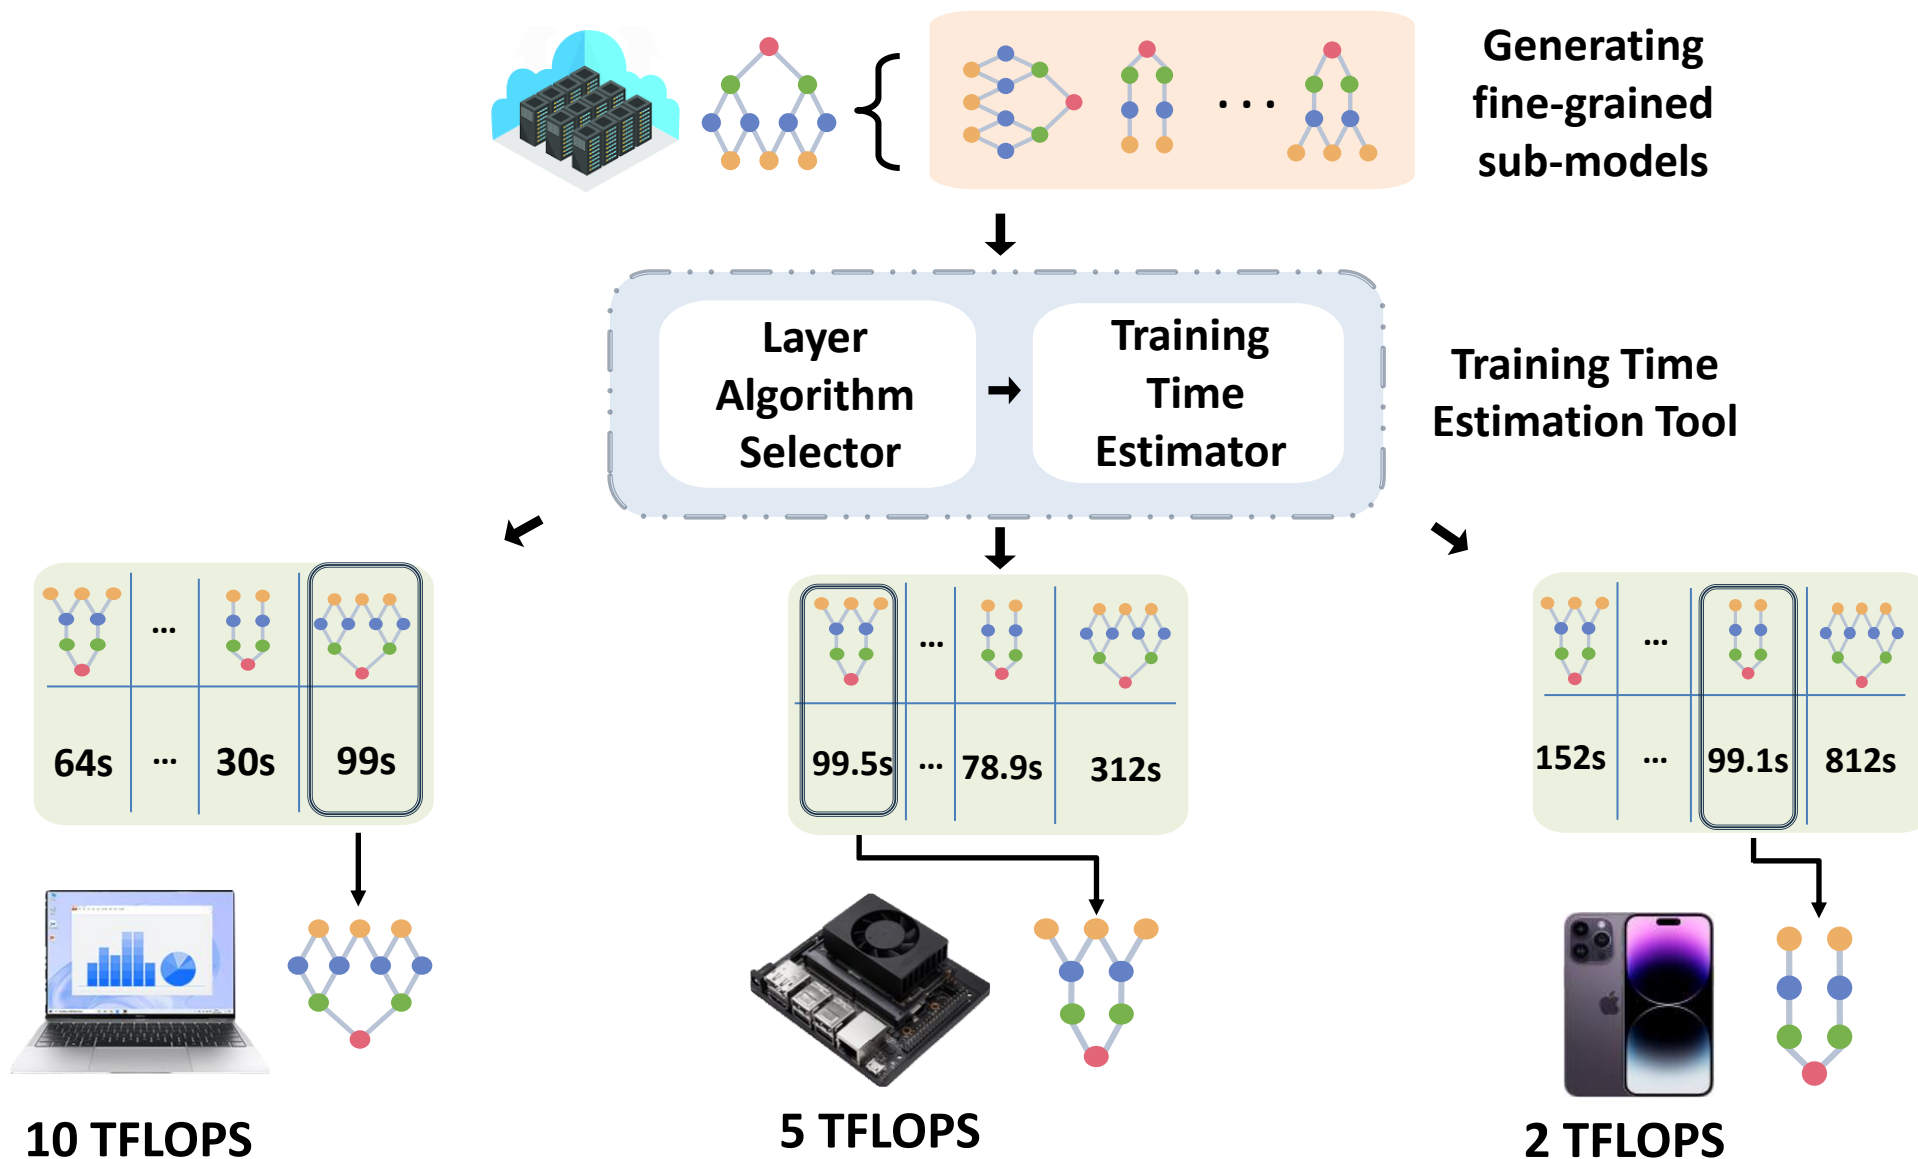 Generating
fine-grained
sub-models
. . .
Layer
Algorithm
Selector
Training
Time
Estimator
Training Time
Estimation Tool
...
64s
...
30s
99s
...
99.5s
...
78.9s
312s
...
152s
...
99.1s
812s
10 TFLOPS
5 TFLOPS
2 TFLOPS